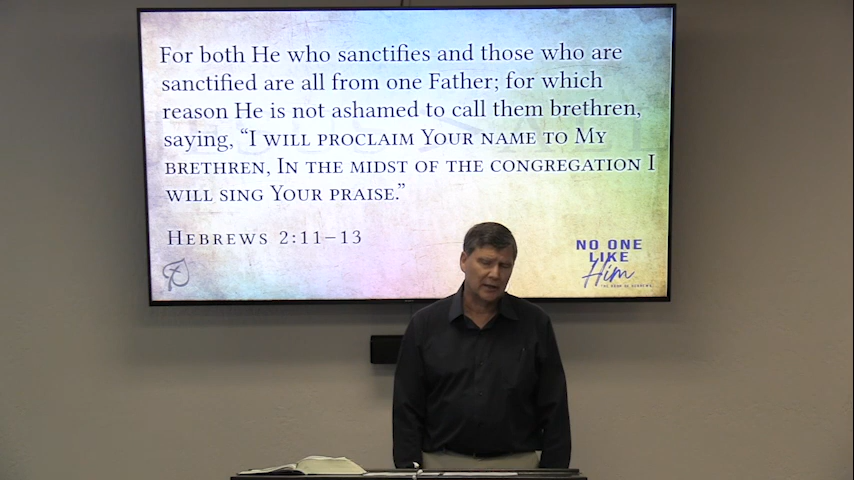 For both He who sanctifies and those who are
sanctified are all from one Father; for which
reason He is not ashamed to call them brethren,
saying, “I WILL PROCLAIM YOUR NAME TO MY
BRETHREN, IN THE MIDST OF THE CONGREGATION I
WILL SING YOUR PRAISE.”
HEBREWS 2:11–13
NO ONE
LIKE
Him